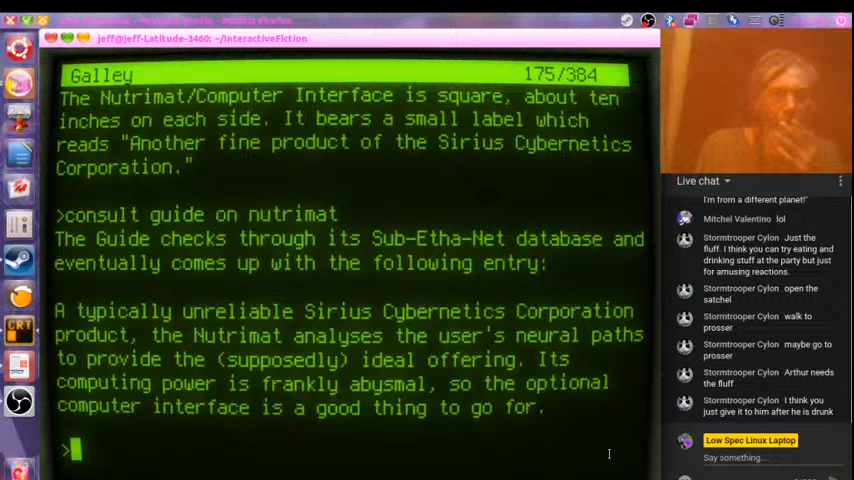 jeff@jeff-Latitude-3460: ~/InteractiveFiction
Galley 175/384
The Nutrimat/Computer Interface is square, about ten
inches on each side. It bears a small label which
reads "Another fine product of the Sirius Cybernetics
Corporation."
>consult guide on nutrimat
The Guide checks through its Sub-Etha-Net database and
eventually comes up with the following entry:
A typically unreliable Sirius Cybernetics Corporation
product, the Nutrimat analyses the user's neural paths
to provide the (supposedly) ideal offering. Its
computing power is frankly abysmal, so the optional
computer interface is a good thing to go for.
>
CRT
Live chat
I'm from a different planet!"
Mitchel Valentino lol
Stormtrooper Cylon Just the
fluff. I think you can try eating and
drinking stuff at the party but just
for amusing reactions.
Stormtrooper Cylon open the
satchel
Stormtrooper Cylon walk to
prosser
Stormtrooper Cylon maybe go to
prosser
Stormtrooper Cylon Arthur needs
the fluff
Stormtrooper Cylon I think you
just give it to him after he is drunk
Low Spec Linux Laptop
Say something...